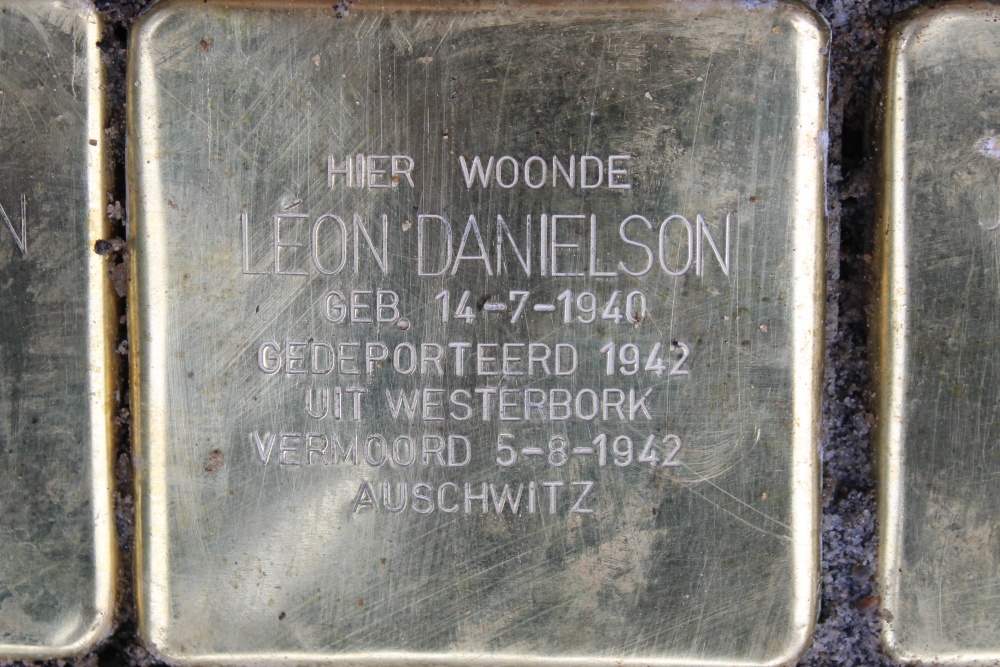 HIER WOONDE
LÉON DANIELSON
GEB. 14-7-1940
GEDEPORTEERD 1942
UIT WESTERBORK
VERMOORD 5-8-1942
AUSCHWITZ
N